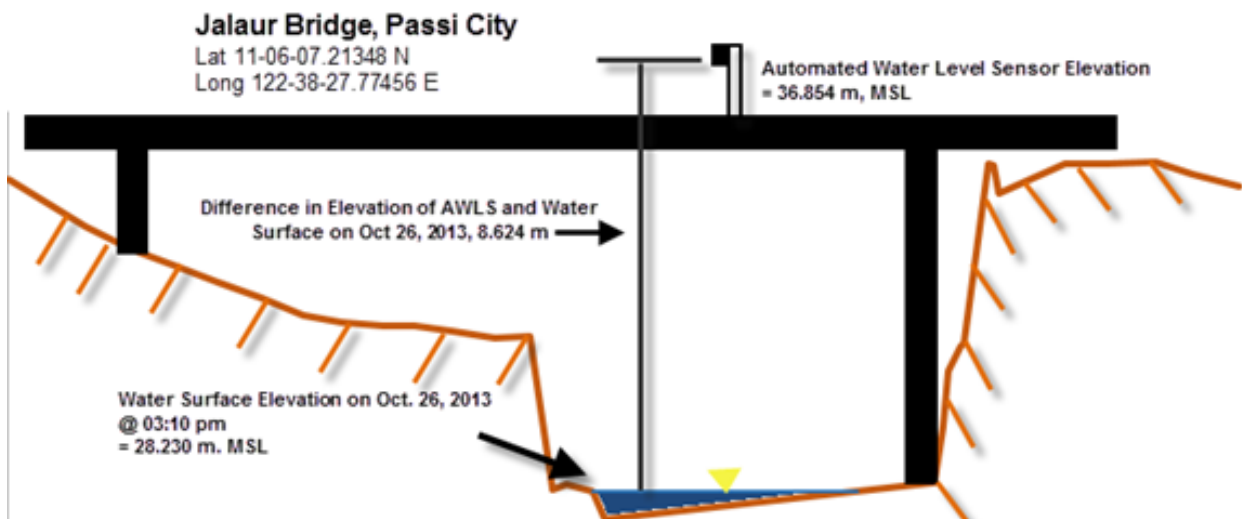 Jalaur Bridge, Passi City
Lat 11-06-07.21348 N
Long 122-38-27.77456 E
Automated Water Level Sensor Elevation
= 36.854 m, MSL
Difference in Elevation of AWLS and Water
Surface on Oct 26, 2013, 8.624 m
Water Surface Elevation on Oct. 26, 2013
@ 03:10 pm
= 28.230 m. MSL